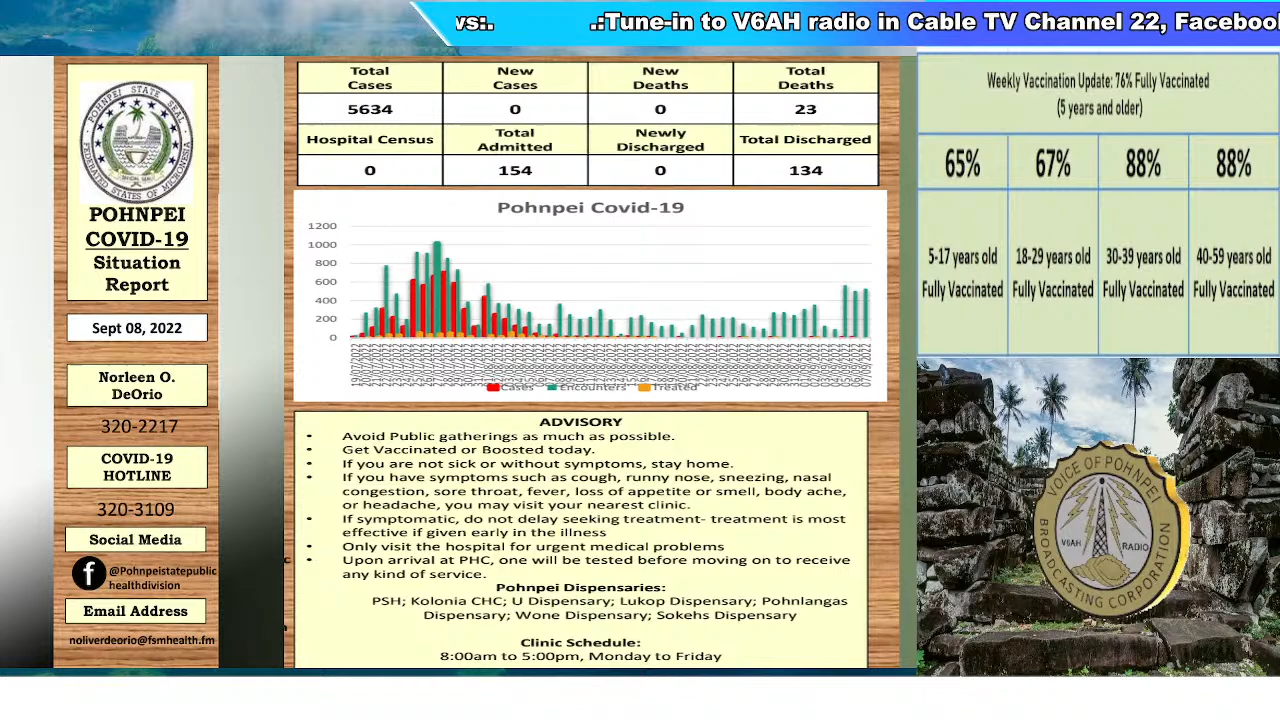 vs:.
.:Tune-in to V6AH radio in Cable TV Channel 22, Facebook
POHNPEI STATE SEAL
FEDERATED STATES OF MICRONESIA
POHNPEI
COVID-19
Situation
Report
Sept 08, 2022
Norleen O.
DeOrio
320-2217
COVID-19
HOTLINE
320-3109
Social Media
f
@Pohnpeistatepublic
healthdivision
Email Address
noliverdeorio@fsmhealth.fm
Total Cases
New Cases
New Deaths
Total Deaths
5634
0
0
23
Hospital Census
Total Admitted
Newly Discharged
Total Discharged
0
154
0
134
Pohnpei Covid-19
1200
1000
800
600
400
200
0
Cases
Encounters
Treated
ADVISORY
• Avoid Public gatherings as much as possible.
• Get Vaccinated or Boosted today.
• If you are not sick or without symptoms, stay home.
• If you have symptoms such as cough, runny nose, sneezing, nasal
congestion, sore throat, fever, loss of appetite or smell, body ache,
or headache, you may visit your nearest clinic.
• If symptomatic, do not delay seeking treatment- treatment is most
effective if given early in the illness
• Only visit the hospital for urgent medical problems
• Upon arrival at PHC, one will be tested before moving on to receive
any kind of service.
Pohnpei Dispensaries:
PSH; Kolonia CHC; U Dispensary; Lukop Dispensary; Pohnlangas
Dispensary; Wone Dispensary; Sokehs Dispensary
Clinic Schedule:
8:00am to 5:00pm, Monday to Friday
Weekly Vaccination Update: 76% Fully Vaccinated
(5 years and older)
65%
67%
88%
88%
5-17 years old
Fully Vaccinated
18-29 years old
Fully Vaccinated
30-39 years old
Fully Vaccinated
40-59 years old
Fully Vaccinated
VOICE OF POHNPEI
V6AH RADIO
BROADCASTING CORPORATION